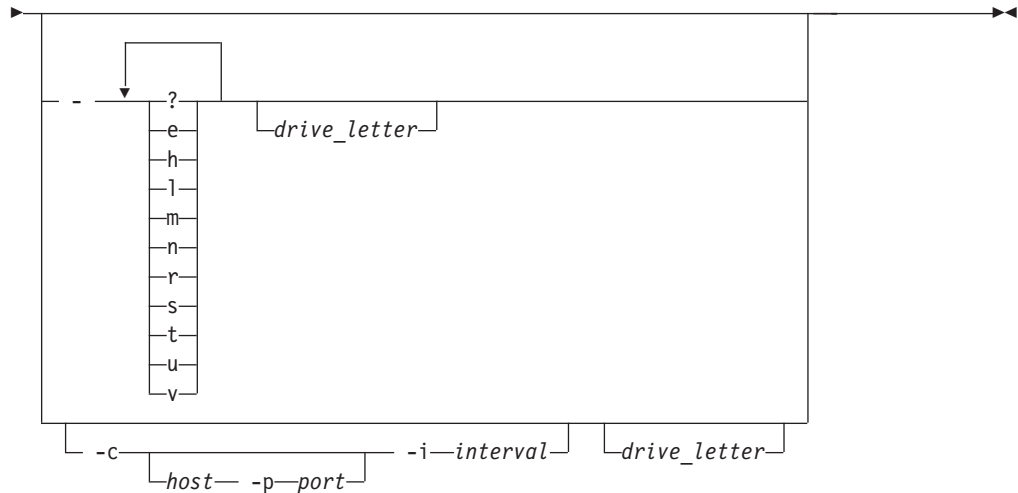 - ?
e drive_letter
h
l
m
n
r
s
t
u
v
-c -i interval drive_letter
host -p port